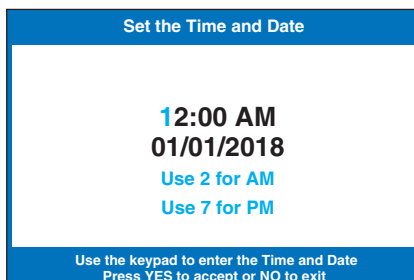 Set the Time and Date
12:00 AM
01/01/2018
Use 2 for AM
Use 7 for PM
Use the keypad to enter the Time and Date
Press YES to accept or NO to exit